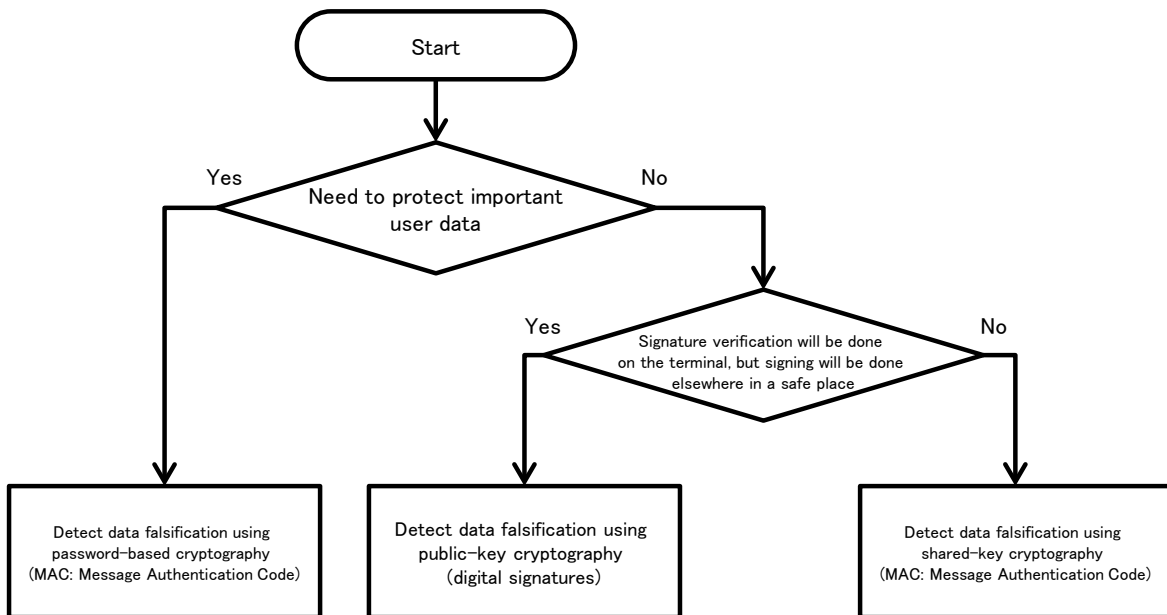 Start
Yes
No
Need to protect important
user data
Yes
No
Signature verification will be done
on the terminal, but signing will be done
elsewhere in a safe place
Detect data falsification using
password-based cryptography
(MAC: Message Authentication Code)
Detect data falsification using
public-key cryptography
(digital signatures)
Detect data falsification using
shared-key cryptography
(MAC: Message Authentication Code)